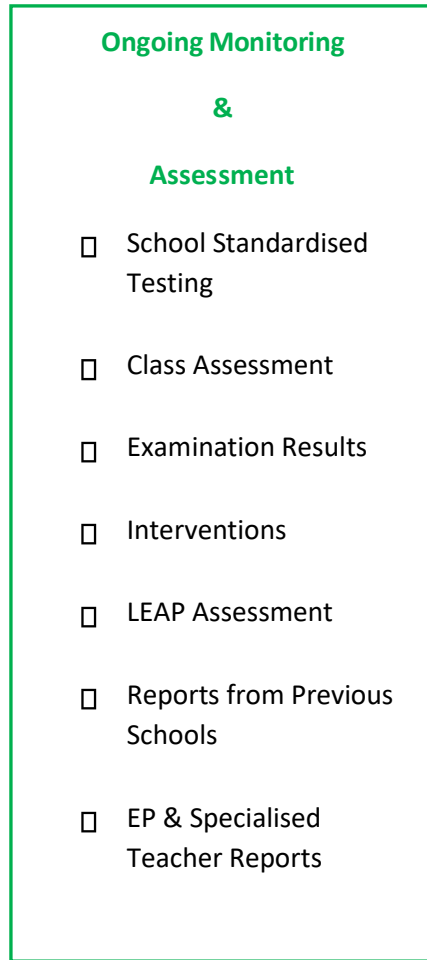 Ongoing Monitoring
&
Assessment
School Standardised
Testing
Class Assessment
Examination Results
Interventions
LEAP Assessment
Reports from Previous
Schools
EP & Specialised
Teacher Reports